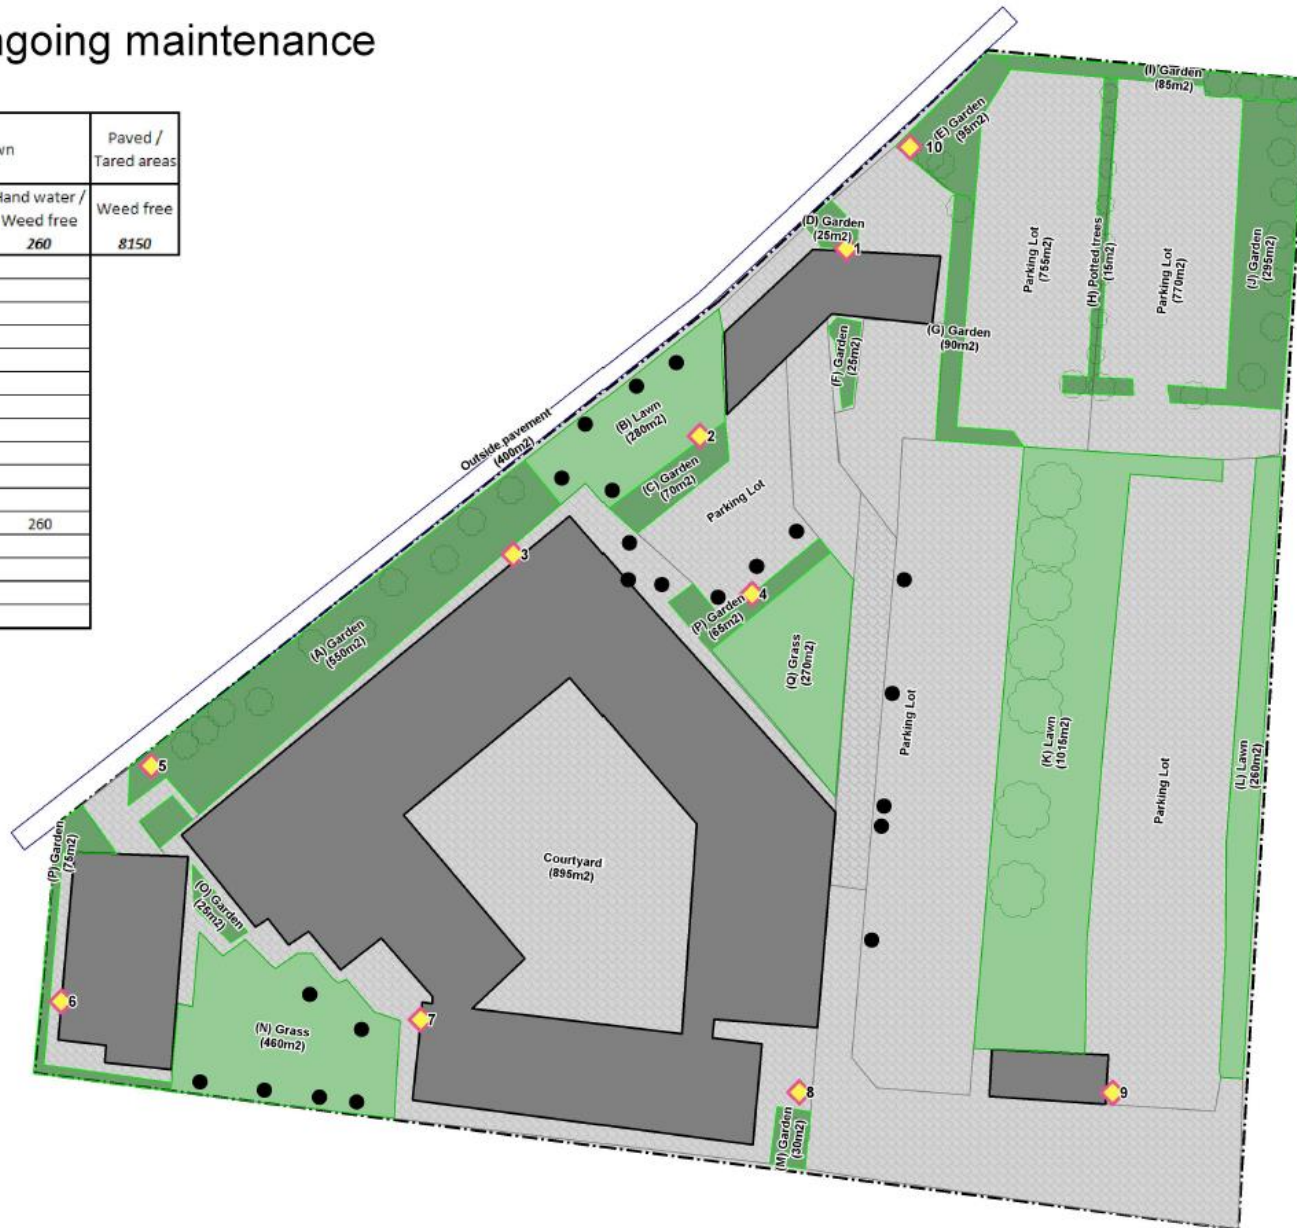 ngoing maintenance
wn
Paved /
Tared areas
Hand water /
Weed free
Weed free
260
8150
260
(I) Garden
(85m2)
(E) Garden
(95m2)
10
(D) Garden
(25m2)
1
Parking Lot
(755m2)
(H) Potted trees
(15m2)
Parking Lot
(770m2)
(J) Garden
(295m2)
(G) Garden
(90m2)
(F) Garden
(25m2)
Outside pavement
(400m2)
(B) Lawn
(280m2)
2
(C) Garden
(70m2)
Parking Lot
3
4
(P) Garden
(65m2)
(Q) Grass
(270m2)
(A) Garden
(550m2)
5
Parking Lot
(K) Lawn
(1015m2)
Parking Lot
(L) Lawn
(260m2)
(P) Garden
(75m2)
Courtyard
(895m2)
(O) Garden
(25m2)
6
7
(N) Grass
(460m2)
8
9
(M) Garden
(30m2)